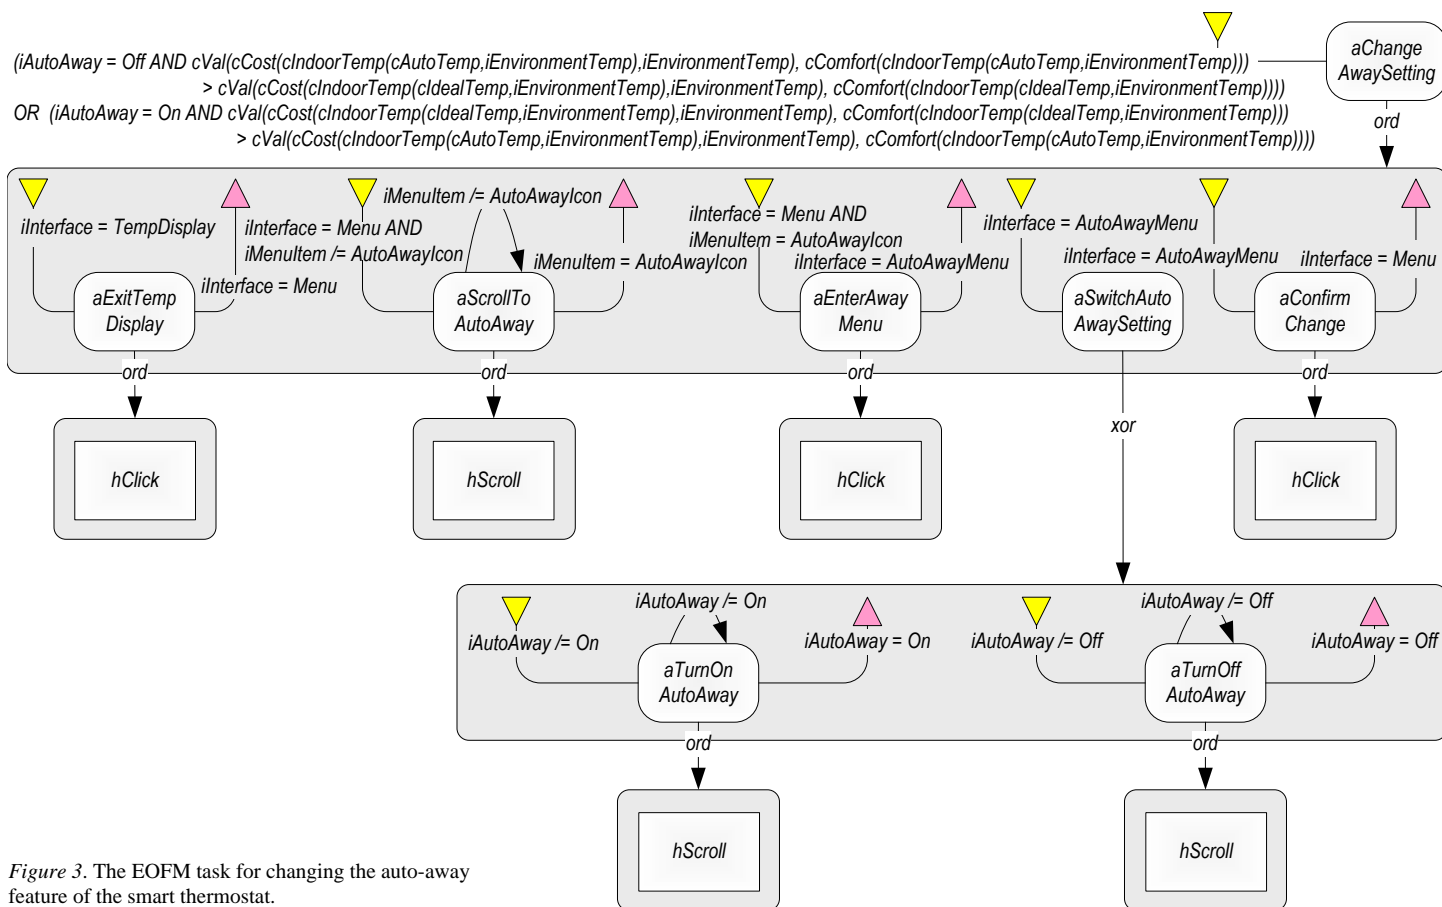 (iAutoAway = Off AND cVal(cCost(cIndoorTemp(cAutoTemp,iEnvironmentTemp),iEnvironmentTemp), cComfort(cIndoorTemp(cAutoTemp,iEnvironmentTemp)))
> cVal(cCost(cIndoorTemp(cIdealTemp,iEnvironmentTemp),iEnvironmentTemp), cComfort(cIndoorTemp(cIdealTemp,iEnvironmentTemp))))
OR (iAutoAway = On AND cVal(cCost(cIndoorTemp(cIdealTemp,iEnvironmentTemp),iEnvironmentTemp), cComfort(cIndoorTemp(cIdealTemp,iEnvironmentTemp)))
> cVal(cCost(cIndoorTemp(cAutoTemp,iEnvironmentTemp),iEnvironmentTemp), cComfort(cIndoorTemp(cAutoTemp,iEnvironmentTemp))))
aChange
AwaySetting
ord
iInterface = TempDisplay
iInterface = Menu
aExitTemp
Display
iInterface = Menu AND
iMenuItem /= AutoAwayIcon
iMenuItem /= AutoAwayIcon
iMenuItem = AutoAwayIcon
aScrollTo
AutoAway
iInterface = Menu AND
iMenuItem = AutoAwayIcon
iInterface = AutoAwayMenu
aEnterAway
Menu
iInterface = AutoAwayMenu
aSwitchAuto
AwaySetting
iInterface = AutoAwayMenu
iInterface = Menu
aConfirm
Change
ord
ord
ord
xor
ord
hClick
hScroll
hClick
hClick
iAutoAway /= On
iAutoAway /= On
iAutoAway = On
aTurnOn
AutoAway
iAutoAway /= Off
iAutoAway /= Off
iAutoAway = Off
aTurnOff
AutoAway
ord
ord
hScroll
hScroll
Figure 3. The EOFM task for changing the auto-away
feature of the smart thermostat.